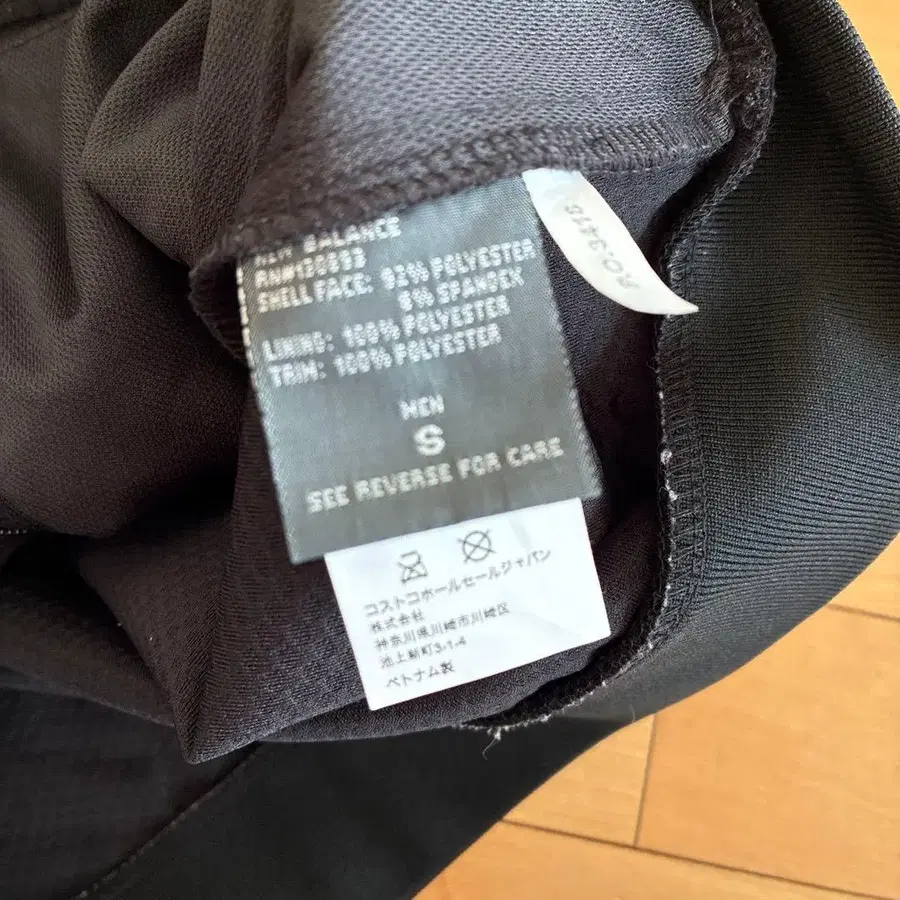 BALANCE
SHELL FACE: 92% POLYESTER
8% SPANDEX
LINING: 100% POLYESTER
TRIM: 100% POLYESTER
MEN
S
SEE REVERSE FOR CARE
コストコホールセールジャパン
株式会社
神奈川県川崎市川崎区
池上新町3-1-4
ベトナム製